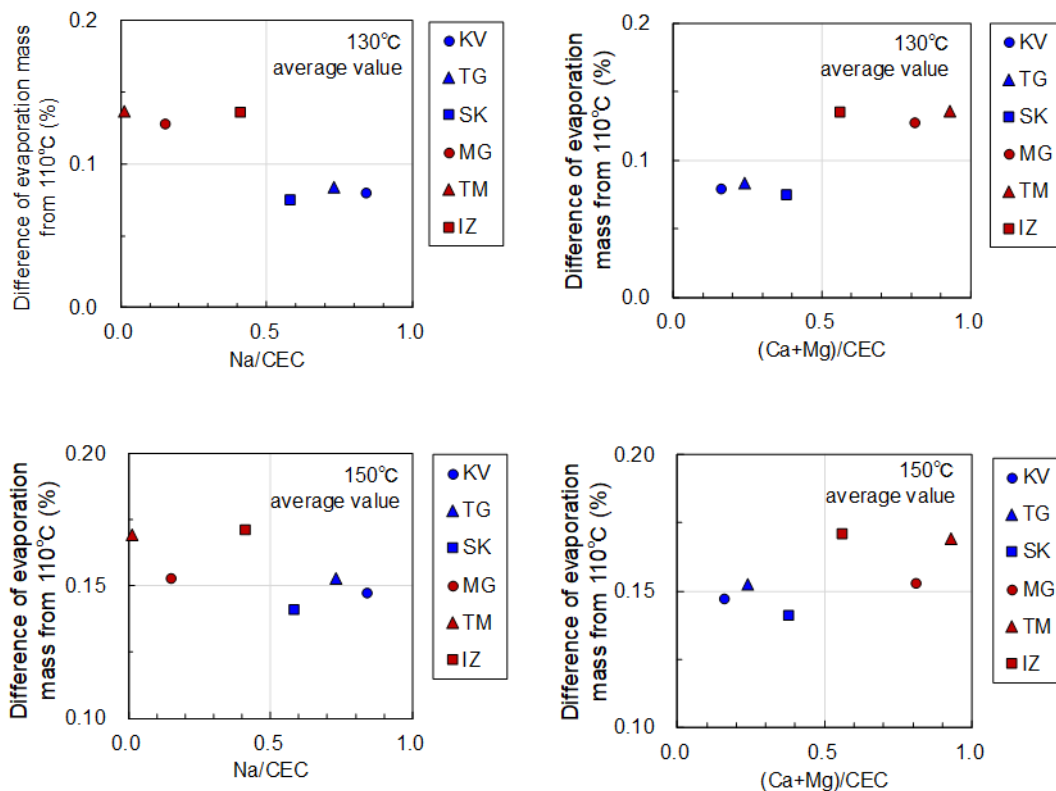 Difference of evaporation mass
from 110°C (%)
0.2
0.1
0.0
0.0
0.5
1.0
Na/CEC
130°C
average value
KV
TG
SK
MG
TM
IZ
Difference of evaporation
mass from 110°C (%)
0.2
0.1
0.0
0.0
0.5
1.0
(Ca+Mg)/CEC
130°C
average value
KV
TG
SK
MG
TM
IZ
Difference of evaporation
mass from 110°C (%)
0.20
0.15
0.10
0.0
0.5
1.0
Na/CEC
150°C
average value
KV
TG
SK
MG
TM
IZ
Difference of evaporation
mass from 110°C (%)
0.20
0.15
0.10
0.0
0.5
1.0
(Ca+Mg)/CEC
150°C
average value
KV
TG
SK
MG
TM
IZ